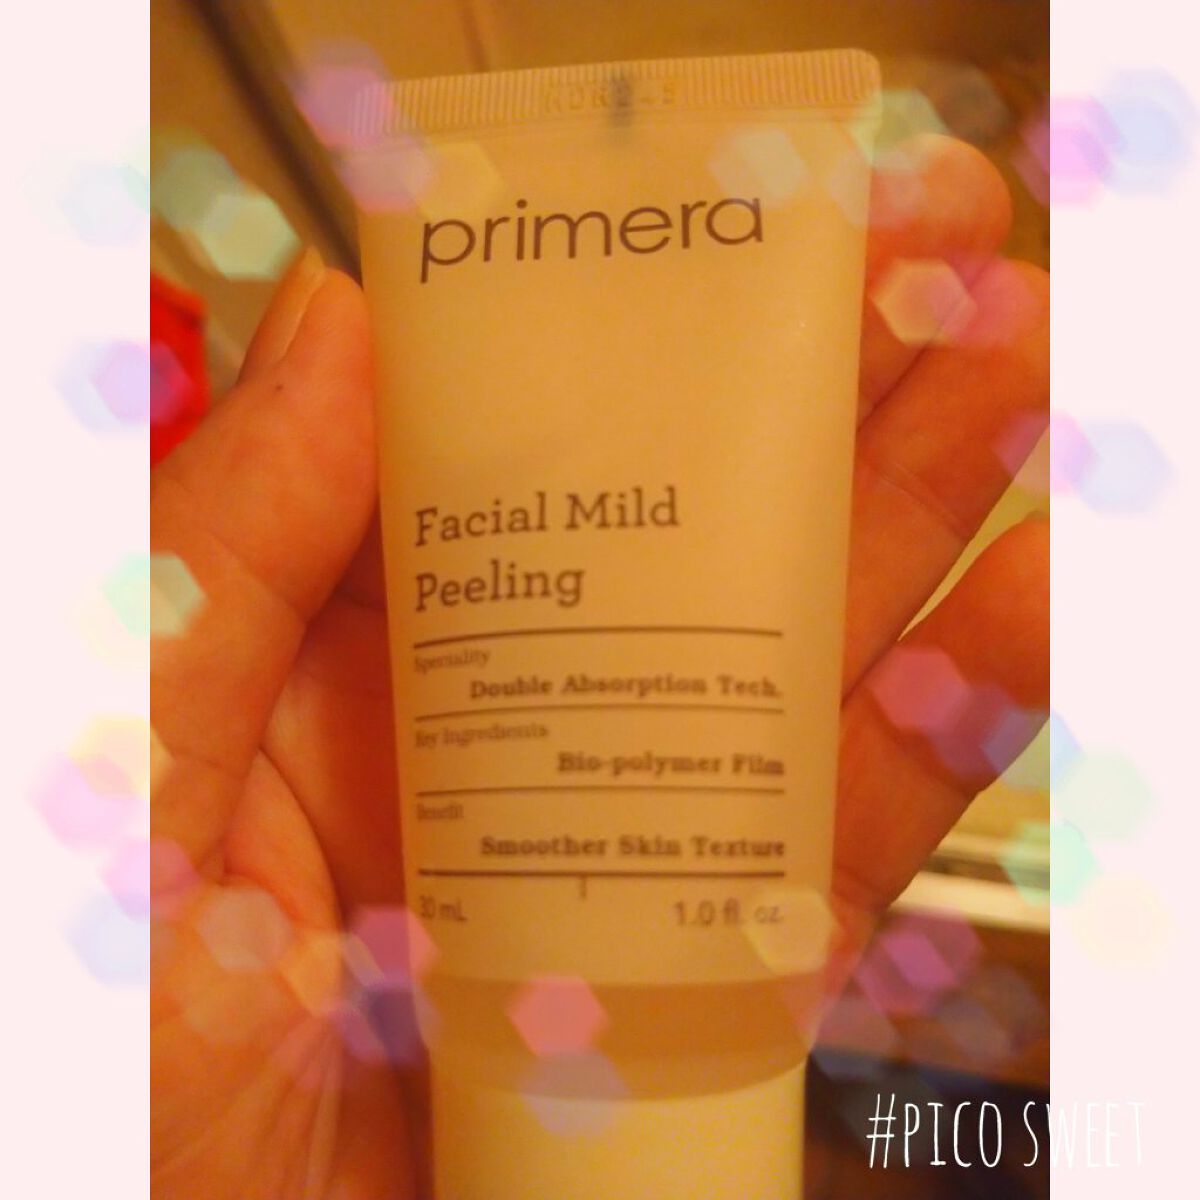 primera
Facial Mild
Peeling
Speciality
Double Absorption Tech.
Key Ingredients
Bio-polymer Film
Benefit
Smoother Skin Texture
30 mL 1.0 fl. oz.
#PICO SWEET